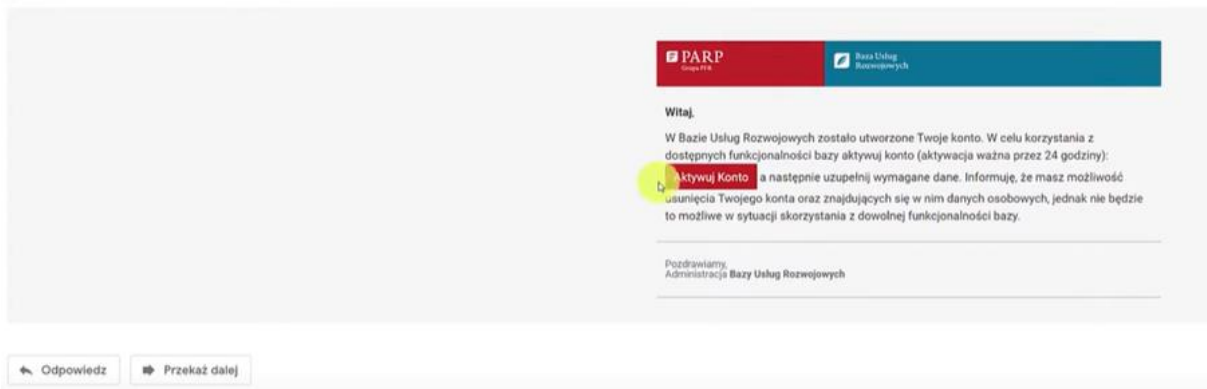 PARP
Grupa PFR
Baza Usług
Rozwojowych
Witaj,
W Bazie Usług Rozwojowych zostało utworzone Twoje konto. W celu korzystania z
dostępnych funkcjonalności bazy aktywuj konto (aktywacja ważna przez 24 godziny):
Aktywuj Konto a następnie uzupełnij wymagane dane. Informuję, że masz możliwość
usunięcia Twojego konta oraz znajdujących się w nim danych osobowych, jednak nie będzie
to możliwe w sytuacji skorzystania z dowolnej funkcjonalności bazy.
Pozdrawiamy,
Administracja Bazy Usług Rozwojowych
Odpowiedz
Przekaż dalej